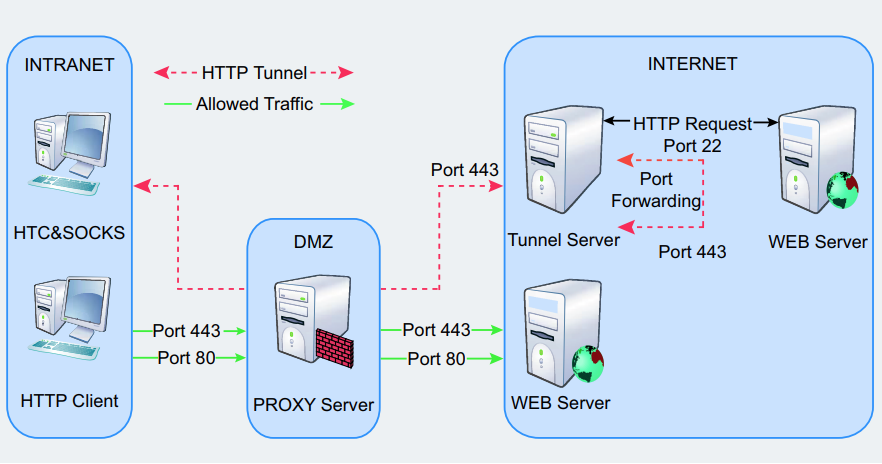 INTRANET
HTTP Tunnel
Allowed Traffic
INTERNET
HTTP Request
Port 22
Port
Forwarding
Port 443
Port 443
HTC&SOCKS
DMZ
Tunnel Server
WEB Server
Port 443
Port 80
Port 443
Port 80
HTTP Client
PROXY Server
WEB Server